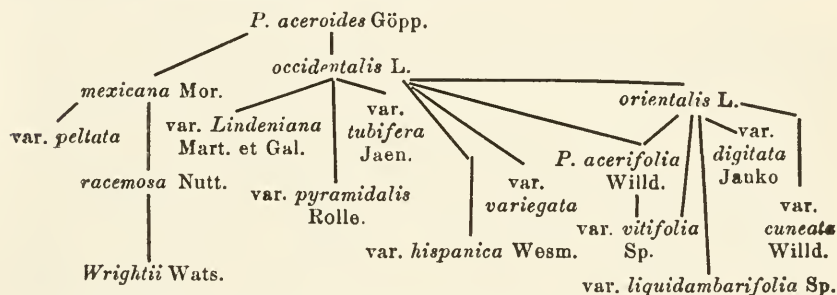 P. aceroides Göpp.
occidentalis L.
mexicana Mor.
orientalis L.
var. peltata
var. Lindeniana
Mart. et Gal.
var.
tubifera
Jaen.
P. acerifolia
Willd.
var.
digitata
Janko
racemosa Nutt.
var. pyramidalis
Rolle.
var.
variegata
var. vitifolia
Sp.
var.
cuneata
Willd.
var. hispanica Wesm.
Wrightii Wats.
var. liquidambarifolia Sp.